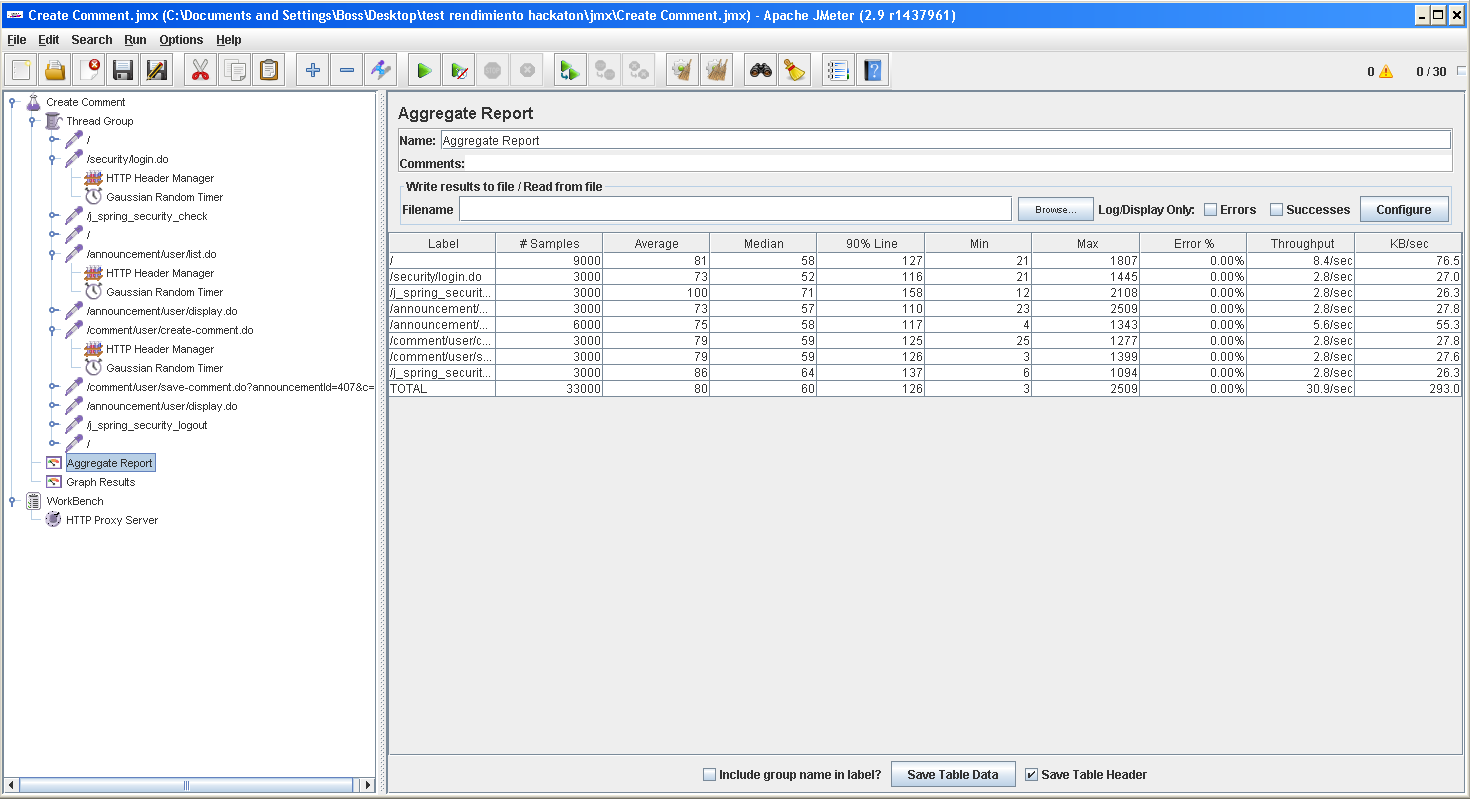 Create Comment.jmx (C:\Documents and Settings\Boss\Desktop\test rendimiento hackaton\jmx\Create Comment.jmx) - Apache JMeter (2.9 r1437961)
File Edit Search Run Options Help
0 0 / 30
Create Comment
Thread Group
/
/security/login.do
HTTP Header Manager
Gaussian Random Timer
/j_spring_security_check
/
/announcement/user/list.do
HTTP Header Manager
Gaussian Random Timer
/announcement/user/display.do
/comment/user/create-comment.do
HTTP Header Manager
Gaussian Random Timer
/comment/user/save-comment.do?announcementId=407&c=
/announcement/user/display.do
/j_spring_security_logout
/
Aggregate Report
Graph Results
WorkBench
HTTP Proxy Server
Aggregate Report
Name: Aggregate Report
Comments:
Write results to file / Read from file
Filename Browse... Log/Display Only: Errors Successes Configure
Label # Samples Average Median 90% Line Min Max Error % Throughput KB/sec
/ 9000 81 58 127 21 1807 0.00% 8.4/sec 76.5
/security/login.do 3000 73 52 116 21 1445 0.00% 2.8/sec 27.0
/j_spring_securit... 3000 100 71 158 12 2108 0.00% 2.8/sec 26.3
/announcement/... 3000 73 57 110 23 2509 0.00% 2.8/sec 27.8
/announcement/... 6000 75 58 117 4 1343 0.00% 5.6/sec 55.3
/comment/user/c... 3000 79 59 125 25 1277 0.00% 2.8/sec 27.8
/comment/user/s... 3000 79 59 126 3 1399 0.00% 2.8/sec 27.6
/j_spring_securit... 3000 86 64 137 6 1094 0.00% 2.8/sec 26.3
TOTAL 33000 80 60 126 3 2509 0.00% 30.9/sec 293.0
Include group name in label? Save Table Data Save Table Header